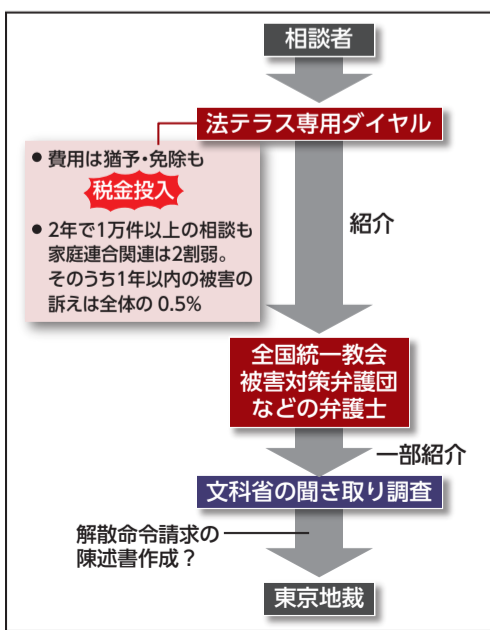 相談者
法テラス専用ダイヤル
● 費用は猶予・免除も
税金投入
● 2年で1万件以上の相談も
家庭連合関連は2割弱。
そのうち1年以内の被害の
訴えは全体の 0.5%
紹介
全国統一教会
被害対策弁護団
などの弁護士
一部紹介
文科省の聞き取り調査
解散命令請求の
陳述書作成？
東京地裁